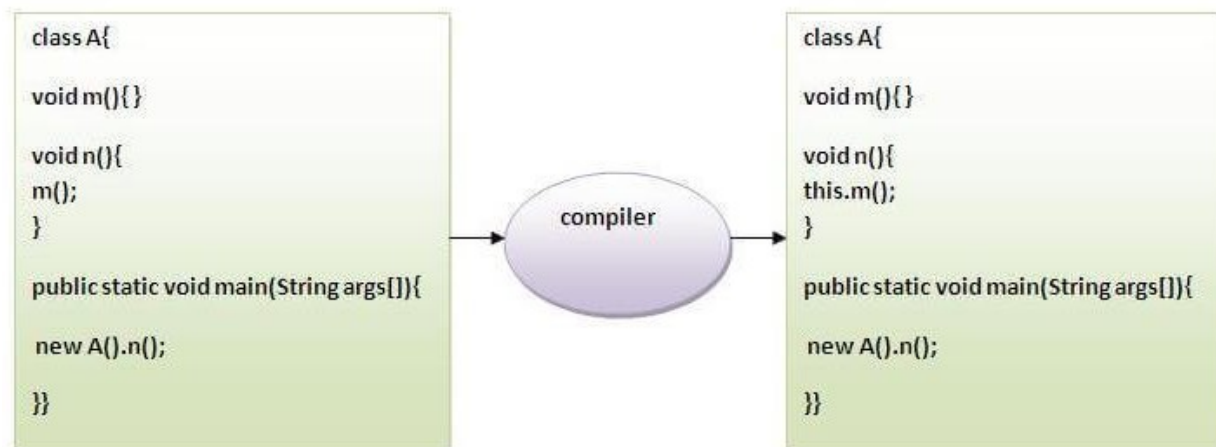 class A{
void m(){ }
void n(){
m();
}
public static void main(String args[]){
new A().n();
}}
compiler
class A{
void m(){ }
void n(){
this.m();
}
public static void main(String args[]){
new A().n();
}}